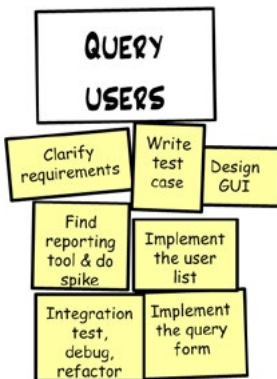 QUERY
USERS
Clarify
requirements
Write
test
case
Design
GUI
Find
reporting
tool & do
spike
Implement
the user
list
Integration
test,
debug,
refactor
Implement
the query
form